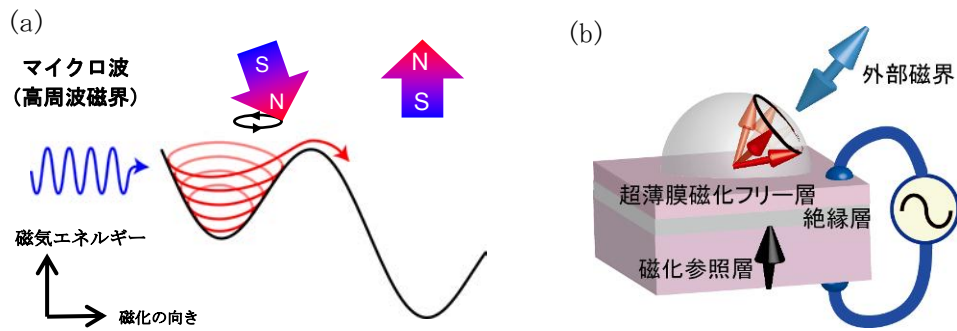 (a)
マイクロ波
(高周波磁界)
S
N
N
S
磁気エネルギー
磁化の向き
(b)
外部磁界
超薄膜磁化フリー層
絶縁層
磁化参照層